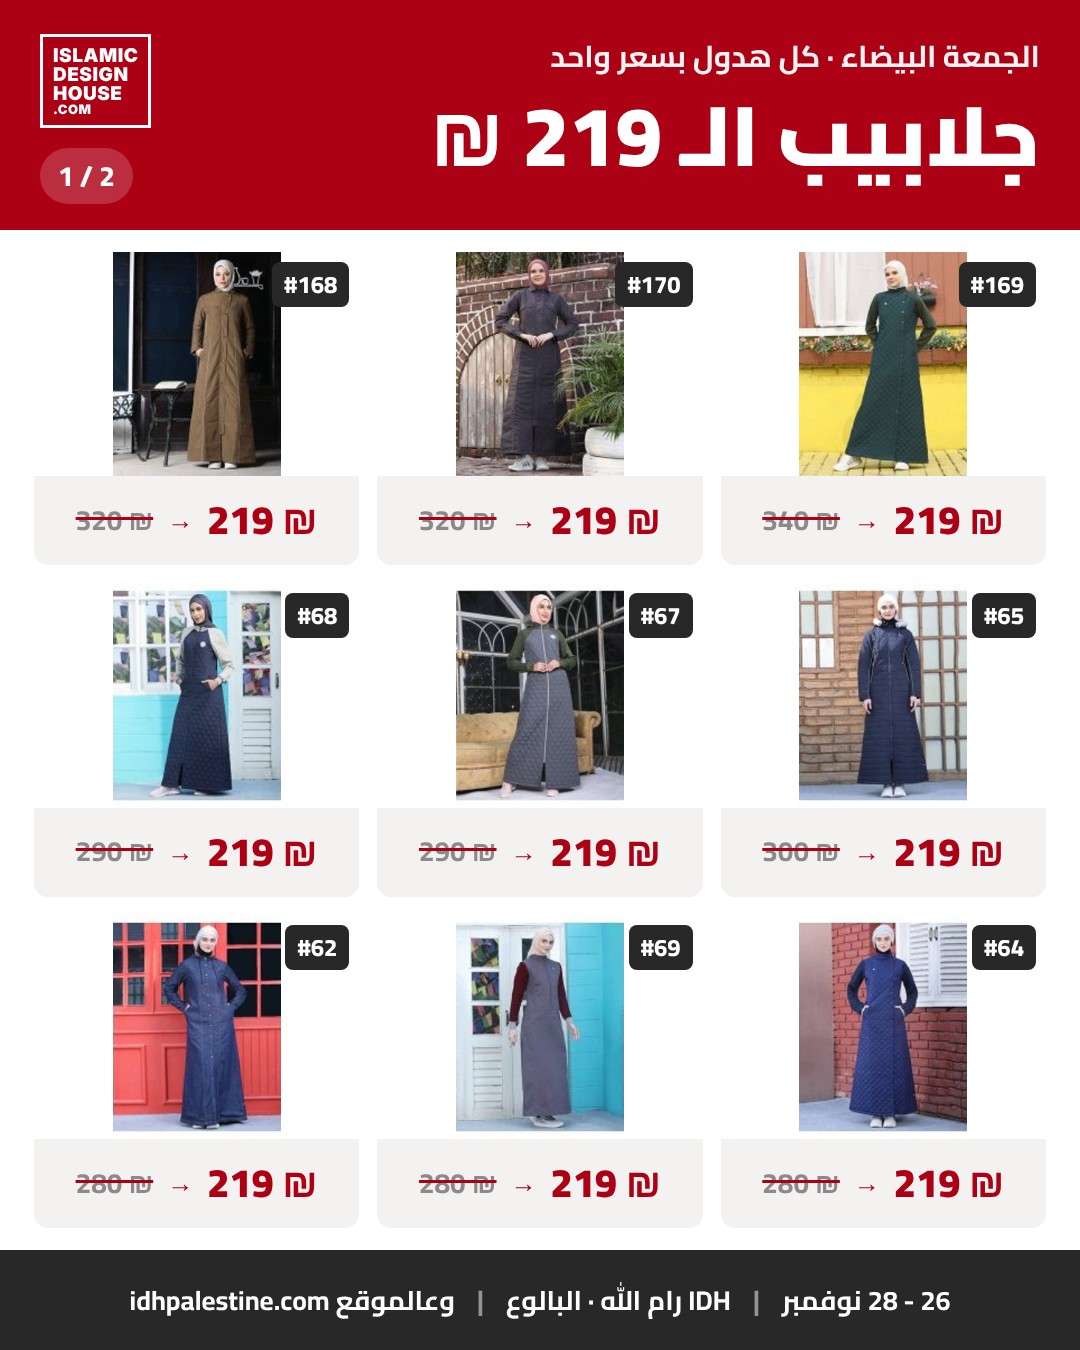 ISLAMIC
DESIGN
HOUSE
.COM
الجمعة البيضاء · كل هدول بسعر واحد
جلابيب الـ 219 ₪
1 / 2
#169
#170
#168
340 ₪ → 219 ₪
320 ₪ → 219 ₪
320 ₪ → 219 ₪
#65
#67
#68
300 ₪ → 219 ₪
290 ₪ → 219 ₪
290 ₪ → 219 ₪
#64
#69
#62
280 ₪ → 219 ₪
280 ₪ → 219 ₪
280 ₪ → 219 ₪
26 - 28 نوفمبر | IDH رام الله · البالوع | وعالموقع idhpalestine.com